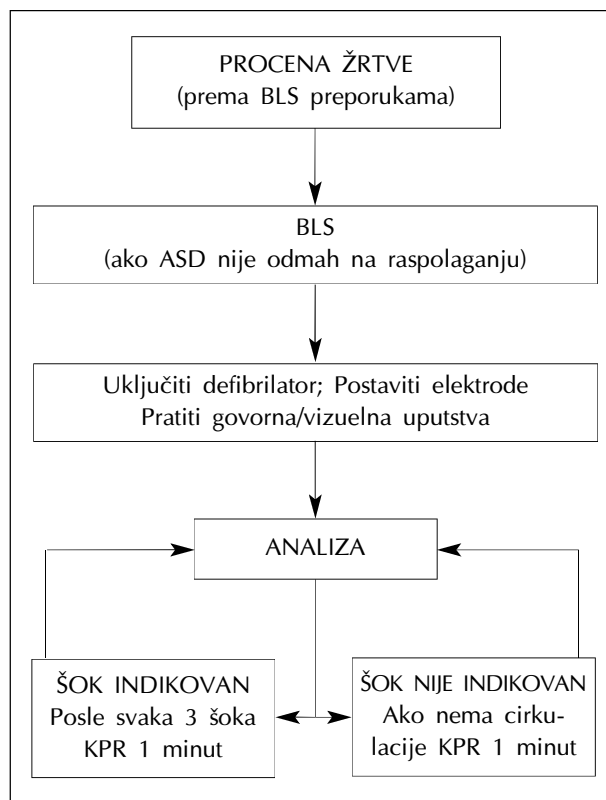 PROCENA ŽRTVE
(prema BLS preporukama)
BLS
(ako ASD nije odmah na raspolaganju)
Uključiti defibrilator; Postaviti elektrode
Pratiti govorna/vizuelna uputstva
ANALIZA
ŠOK INDIKOVAN
Posle svaka 3 šoka
KPR 1 minut
ŠOK NIJE INDIKOVAN
Ako nema cirku-
lacije KPR 1 minut